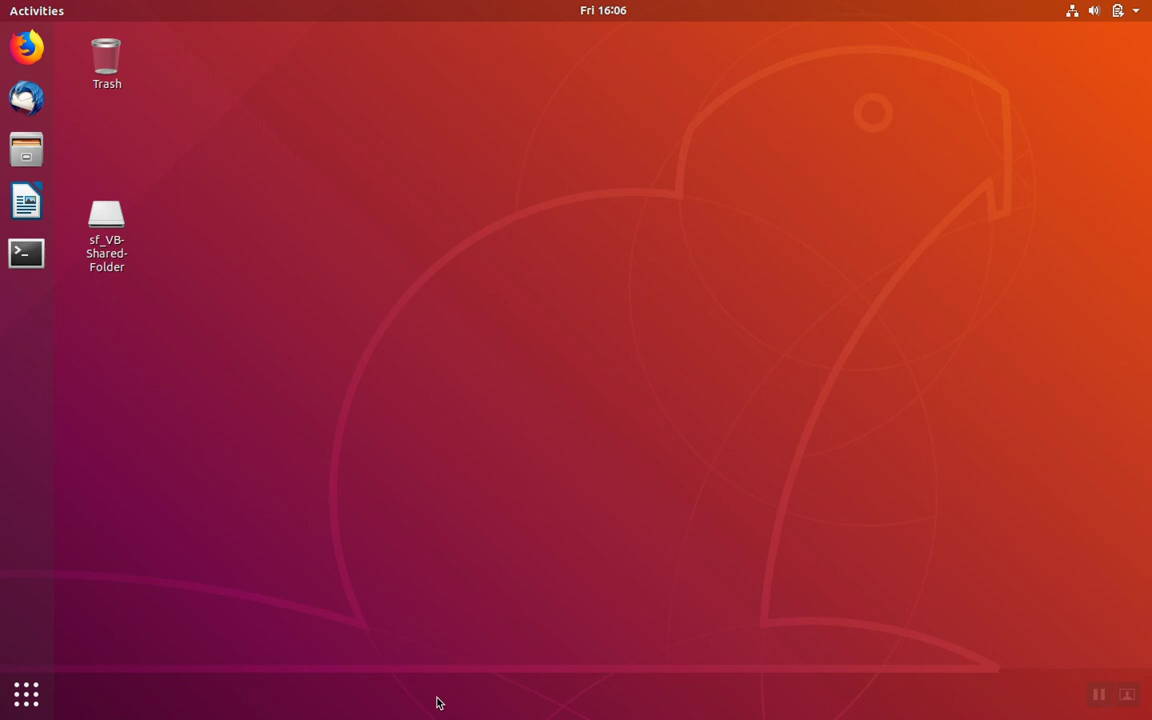 Activities
Fri 16:06
Trash
sf_VB-
Shared-
Folder